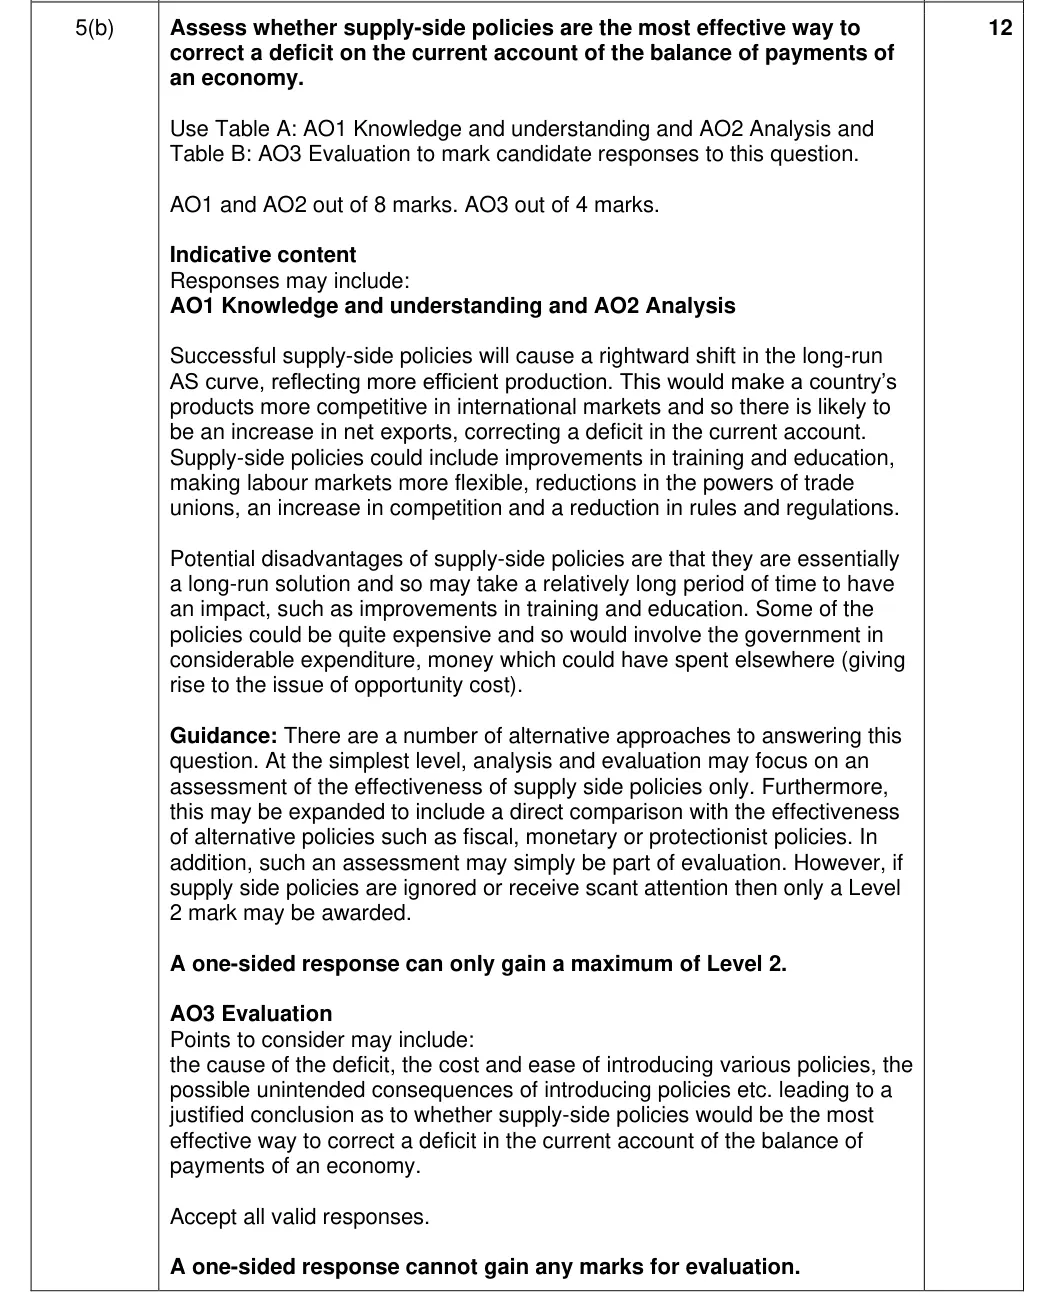 5(b) Assess whether supply-side policies are the most effective way to 12
correct a deficit on the current account of the balance of payments of
an economy.
Use Table A: AO1 Knowledge and understanding and AO2 Analysis and
Table B: AO3 Evaluation to mark candidate responses to this question.
AO1 and AO2 out of 8 marks. AO3 out of 4 marks.
Indicative content
Responses may include:
AO1 Knowledge and understanding and AO2 Analysis
Successful supply-side policies will cause a rightward shift in the long-run
AS curve, reflecting more efficient production. This would make a country’s
products more competitive in international markets and so there is likely to
be an increase in net exports, correcting a deficit in the current account.
Supply-side policies could include improvements in training and education,
making labour markets more flexible, reductions in the powers of trade
unions, an increase in competition and a reduction in rules and regulations.
Potential disadvantages of supply-side policies are that they are essentially
a long-run solution and so may take a relatively long period of time to have
an impact, such as improvements in training and education. Some of the
policies could be quite expensive and so would involve the government in
considerable expenditure, money which could have spent elsewhere (giving
rise to the issue of opportunity cost).
Guidance: There are a number of alternative approaches to answering this
question. At the simplest level, analysis and evaluation may focus on an
assessment of the effectiveness of supply side policies only. Furthermore,
this may be expanded to include a direct comparison with the effectiveness
of alternative policies such as fiscal, monetary or protectionist policies. In
addition, such an assessment may simply be part of evaluation. However, if
supply side policies are ignored or receive scant attention then only a Level
2 mark may be awarded.
A one-sided response can only gain a maximum of Level 2.
AO3 Evaluation
Points to consider may include:
the cause of the deficit, the cost and ease of introducing various policies, the
possible unintended consequences of introducing policies etc. leading to a
justified conclusion as to whether supply-side policies would be the most
effective way to correct a deficit in the current account of the balance of
payments of an economy.
Accept all valid responses.
A one-sided response cannot gain any marks for evaluation.